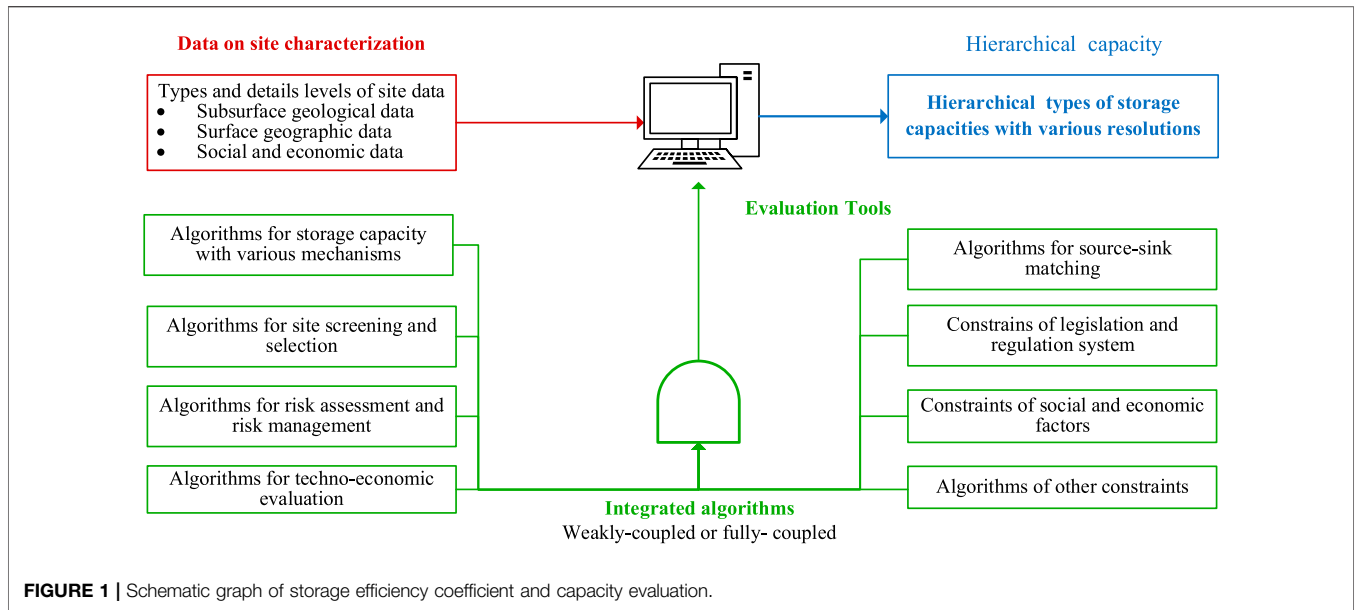 Data on site characterization
Types and details levels of site data
• Subsurface geological data
• Surface geographic data
• Social and economic data
Hierarchical capacity
Hierarchical types of storage
capacities with various resolutions
Evaluation Tools
Algorithms for storage capacity
with various mechanisms
Algorithms for site screening and
selection
Algorithms for risk assessment and
risk management
Algorithms for techno-economic
evaluation
Algorithms for source-sink
matching
Constrains of legislation and
regulation system
Constraints of social and economic
factors
Algorithms of other constraints
Integrated algorithms
Weakly-coupled or fully- coupled
FIGURE 1 | Schematic graph of storage efficiency coefficient and capacity evaluation.